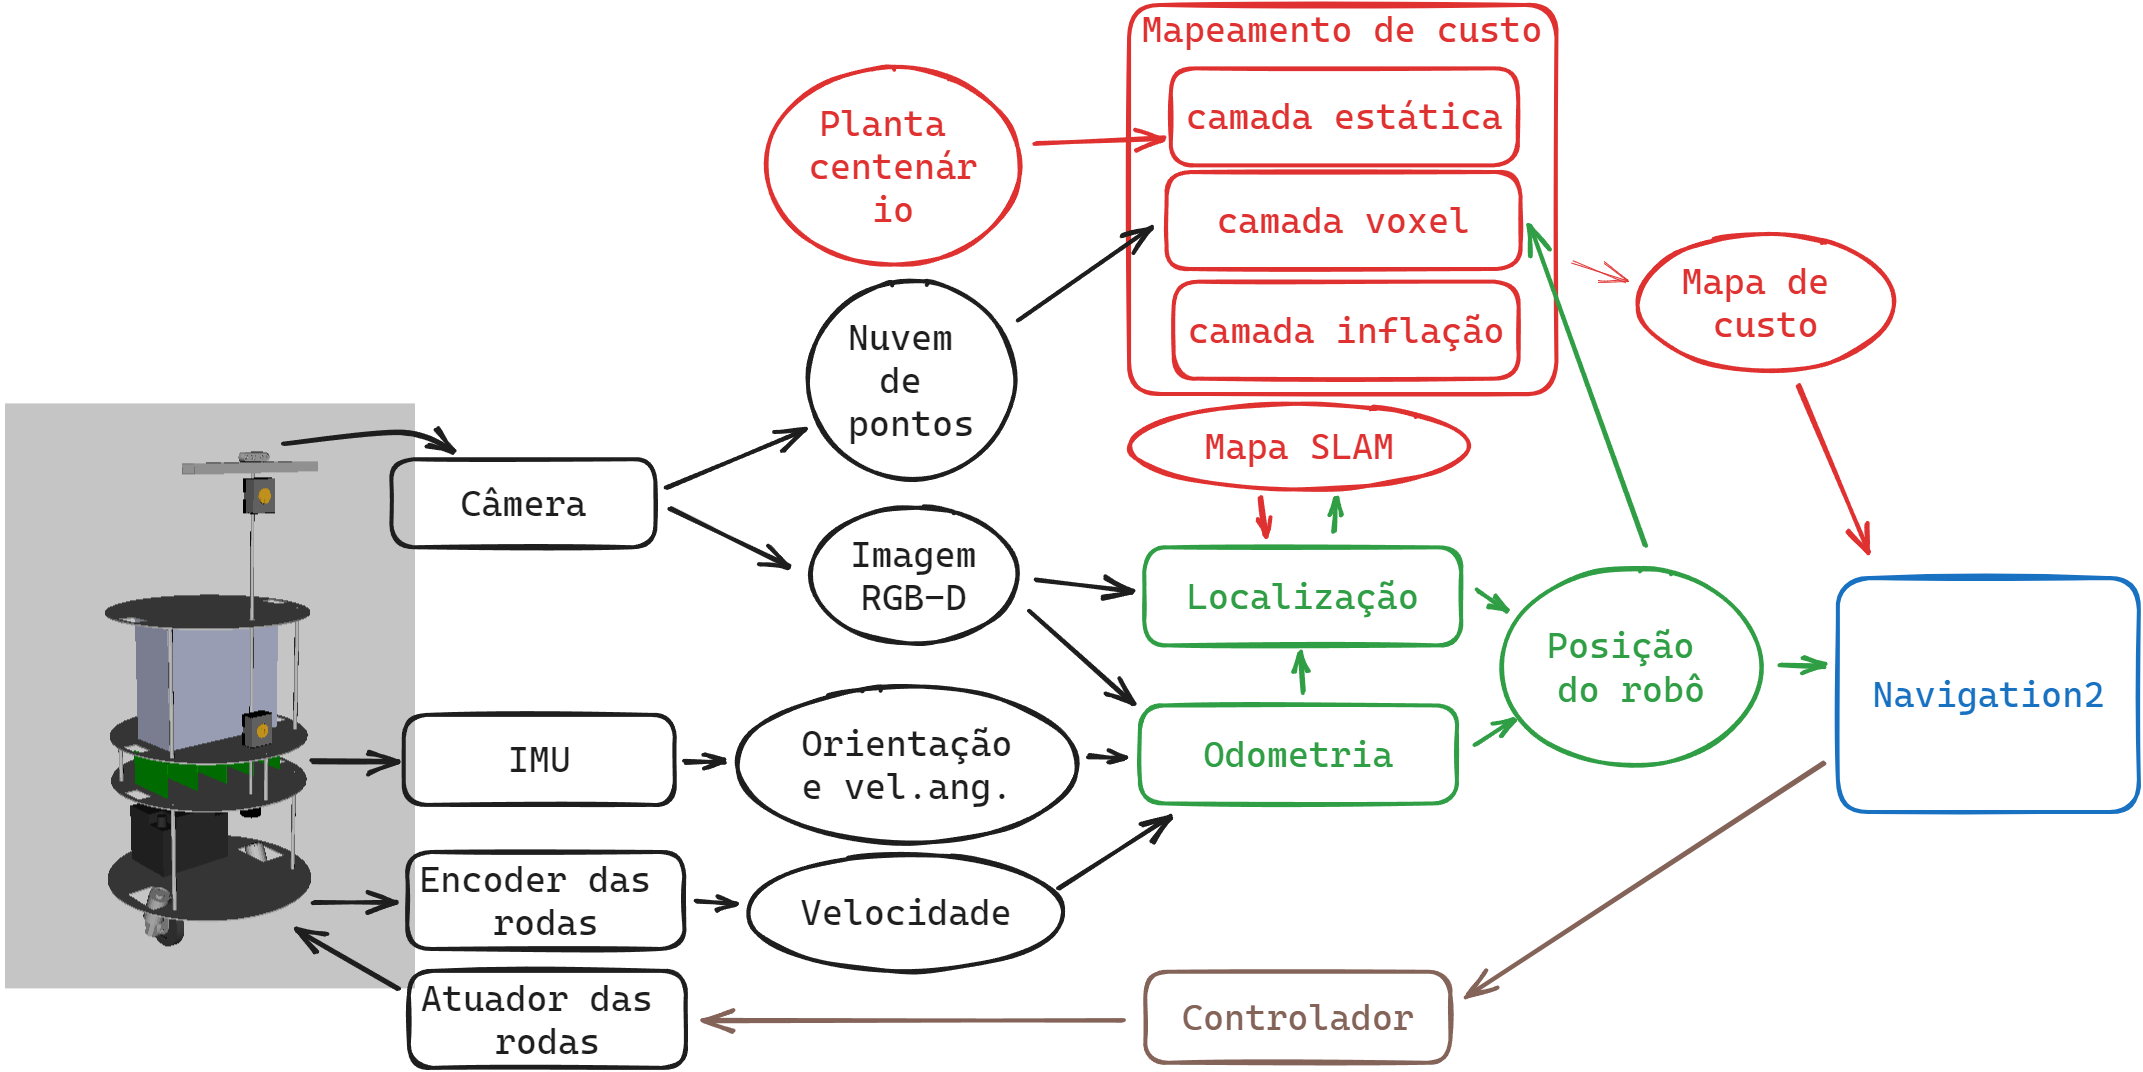 Mapeamento de custo
camada estática
camada voxel
camada inflação
Planta
centenár
io
Mapa de
custo
Nuvem
de
pontos
Mapa SLAM
Câmera
Imagem
RGB-D
Localização
Posição
do robô
Navigation2
IMU
Orientação
e vel.ang.
Odometria
Encoder das
rodas
Velocidade
Atuador das
rodas
Controlador